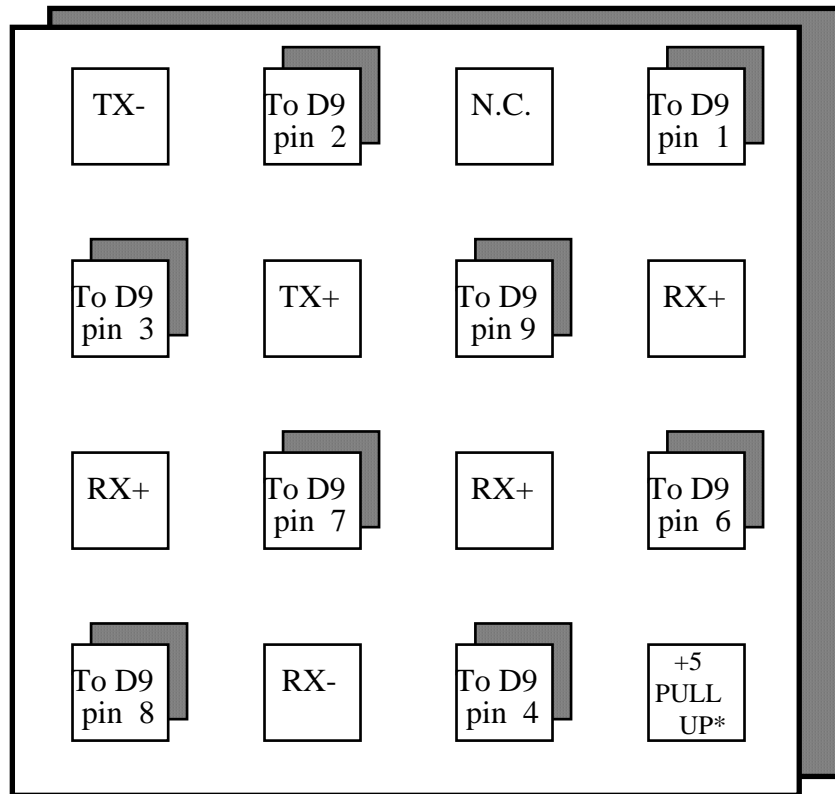 TX-
To D9
pin 2
N.C.
To D9
pin 1
To D9
pin 3
TX+
To D9
pin 9
RX+
RX+
To D9
pin 7
RX+
To D9
pin 6
To D9
pin 8
RX-
To D9
pin 4
+5
PULL
UP*